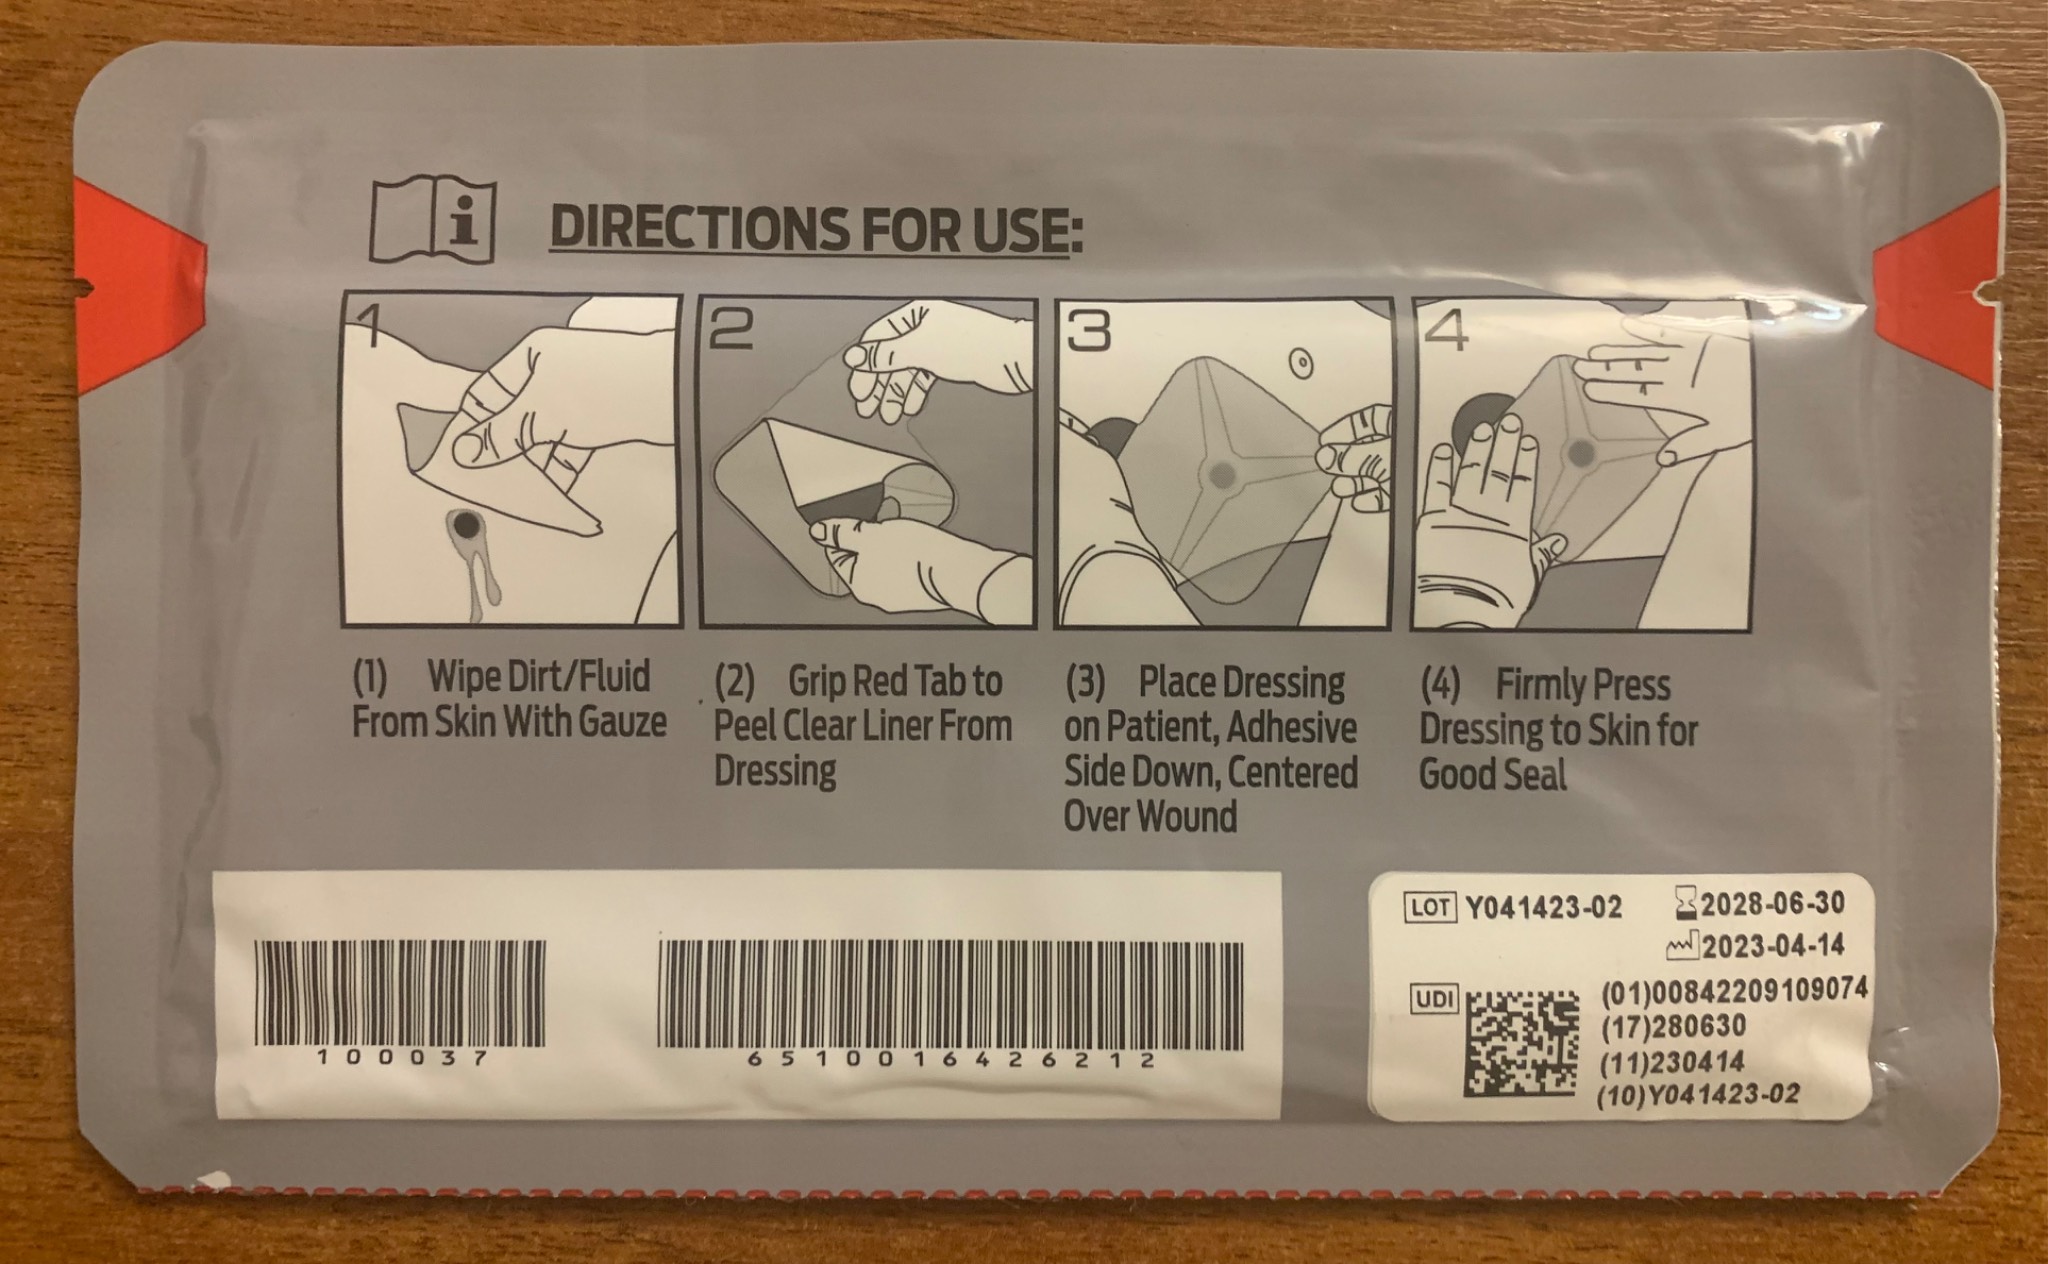 i DIRECTIONS FOR USE:
1
2
3
4
(1) Wipe Dirt/Fluid
From Skin With Gauze
(2) Grip Red Tab to
Peel Clear Liner From
Dressing
(3) Place Dressing
on Patient, Adhesive
Side Down, Centered
Over Wound
(4) Firmly Press
Dressing to Skin for
Good Seal
100037
6510016426212
LOT Y041423-02
2028-06-30
2023-04-14
UDI
(01)00842209109074
(17)280630
(11)230414
(10)Y041423-02